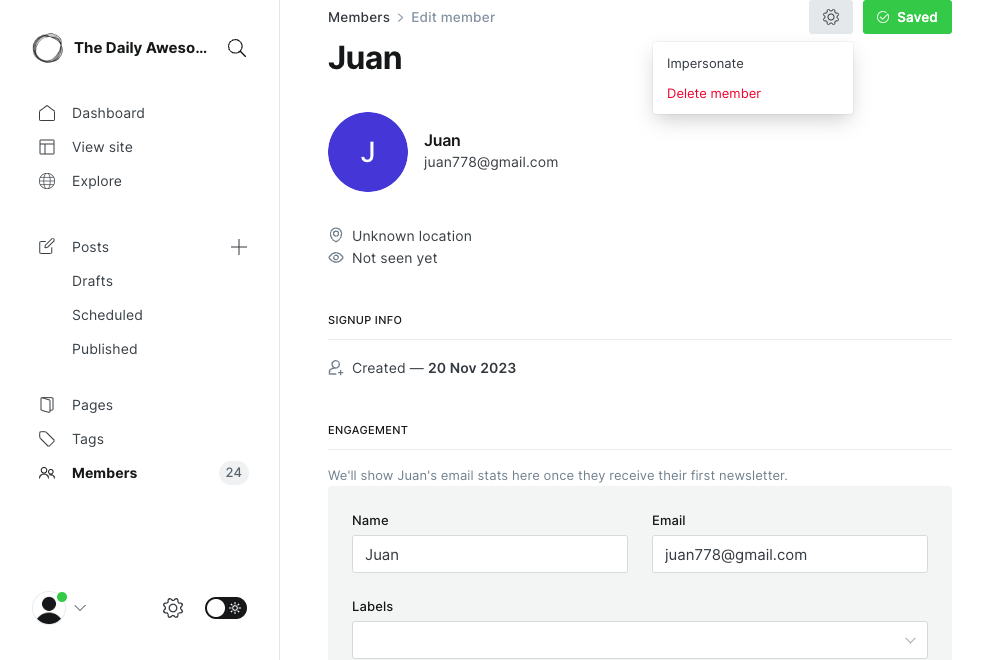 The Daily Aweso...
Dashboard
View site
Explore
Posts
Drafts
Scheduled
Published
Pages
Tags
Members
24
Members > Edit member
Saved
Juan
Impersonate
Delete member
J
Juan
juan778@gmail.com
Unknown location
Not seen yet
SIGNUP INFO
Created — 20 Nov 2023
ENGAGEMENT
We'll show Juan's email stats here once they receive their first newsletter.
Name
Email
Juan
juan778@gmail.com
Labels